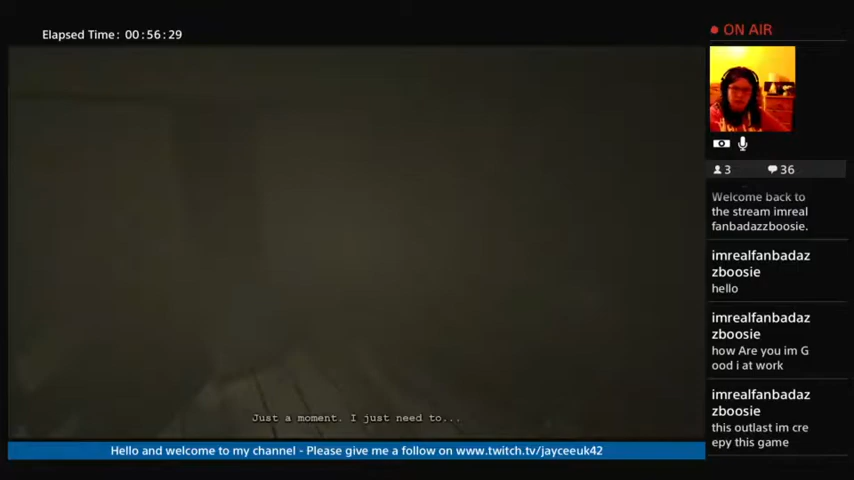 Elapsed Time: 00:56:29
ON AIR
3 36
Welcome back to
the stream imreal
fanbadazzboosie.
imrealfanbadaz
zboosie
hello
imrealfanbadaz
zboosie
how Are you im G
ood i at work
imrealfanbadaz
zboosie
this outlast im cre
epy this game
Just a moment. I just need to...
Hello and welcome to my channel - Please give me a follow on www.twitch.tv/jayceeuk42